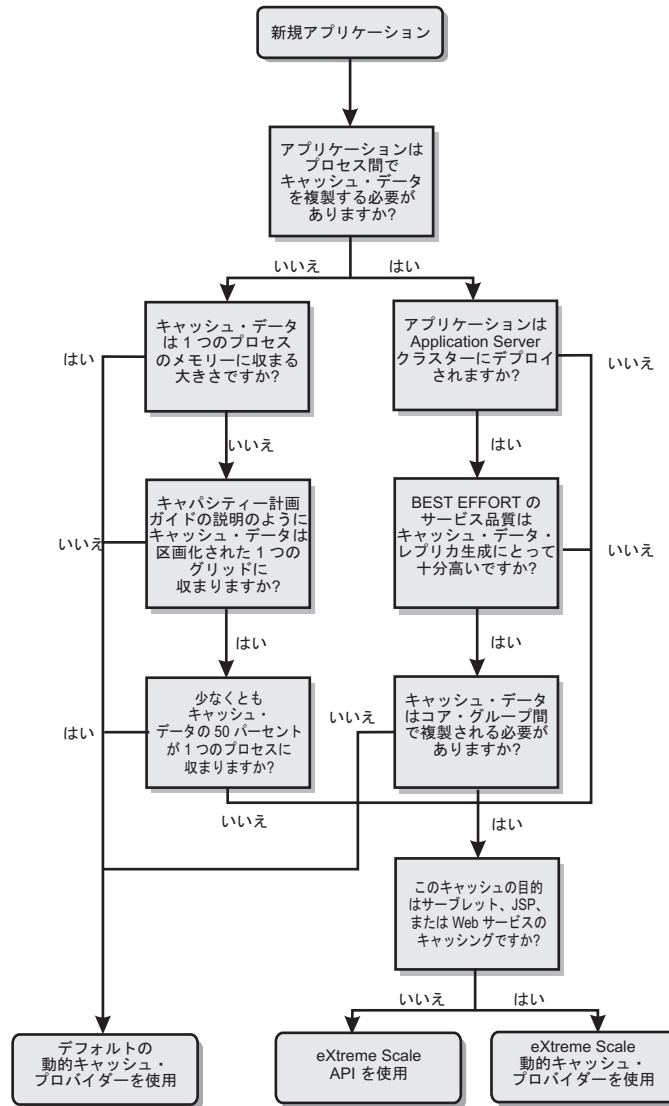 新規アプリケーション
アプリケーションは
プロセス間で
キャッシュ・データ
を複製する必要が
ありますか?
いいえ
はい
キャッシュ・データ
は 1 つのプロセス
のメモリーに収まる
大きさですか?
アプリケーションは
Application Server
クラスターにデプロイ
されますか?
はい
いいえ
いいえ
はい
キャパシティー計画
ガイドの説明のように
キャッシュ・データは
区画化された 1 つの
グリッドに
収まりますか?
BEST EFFORT の
サービス品質は
キャッシュ・データ・
レプリカ生成にとって
十分高いですか?
いいえ
いいえ
はい
はい
少なくとも
キャッシュ・
データの 50 パーセント
が 1 つのプロセスに
収まりますか?
キャッシュ・データ
はコア・グループ間
で複製される必要が
ありますか?
はい
いいえ
いいえ
はい
このキャッシュの目的
はサーブレット、JSP、
または Web サービスの
キャッシングですか?
いいえ
はい
デフォルトの
動的キャッシュ・
プロバイダーを使用
eXtreme Scale
API を使用
eXtreme Scale
動的キャッシュ・
プロバイダーを使用